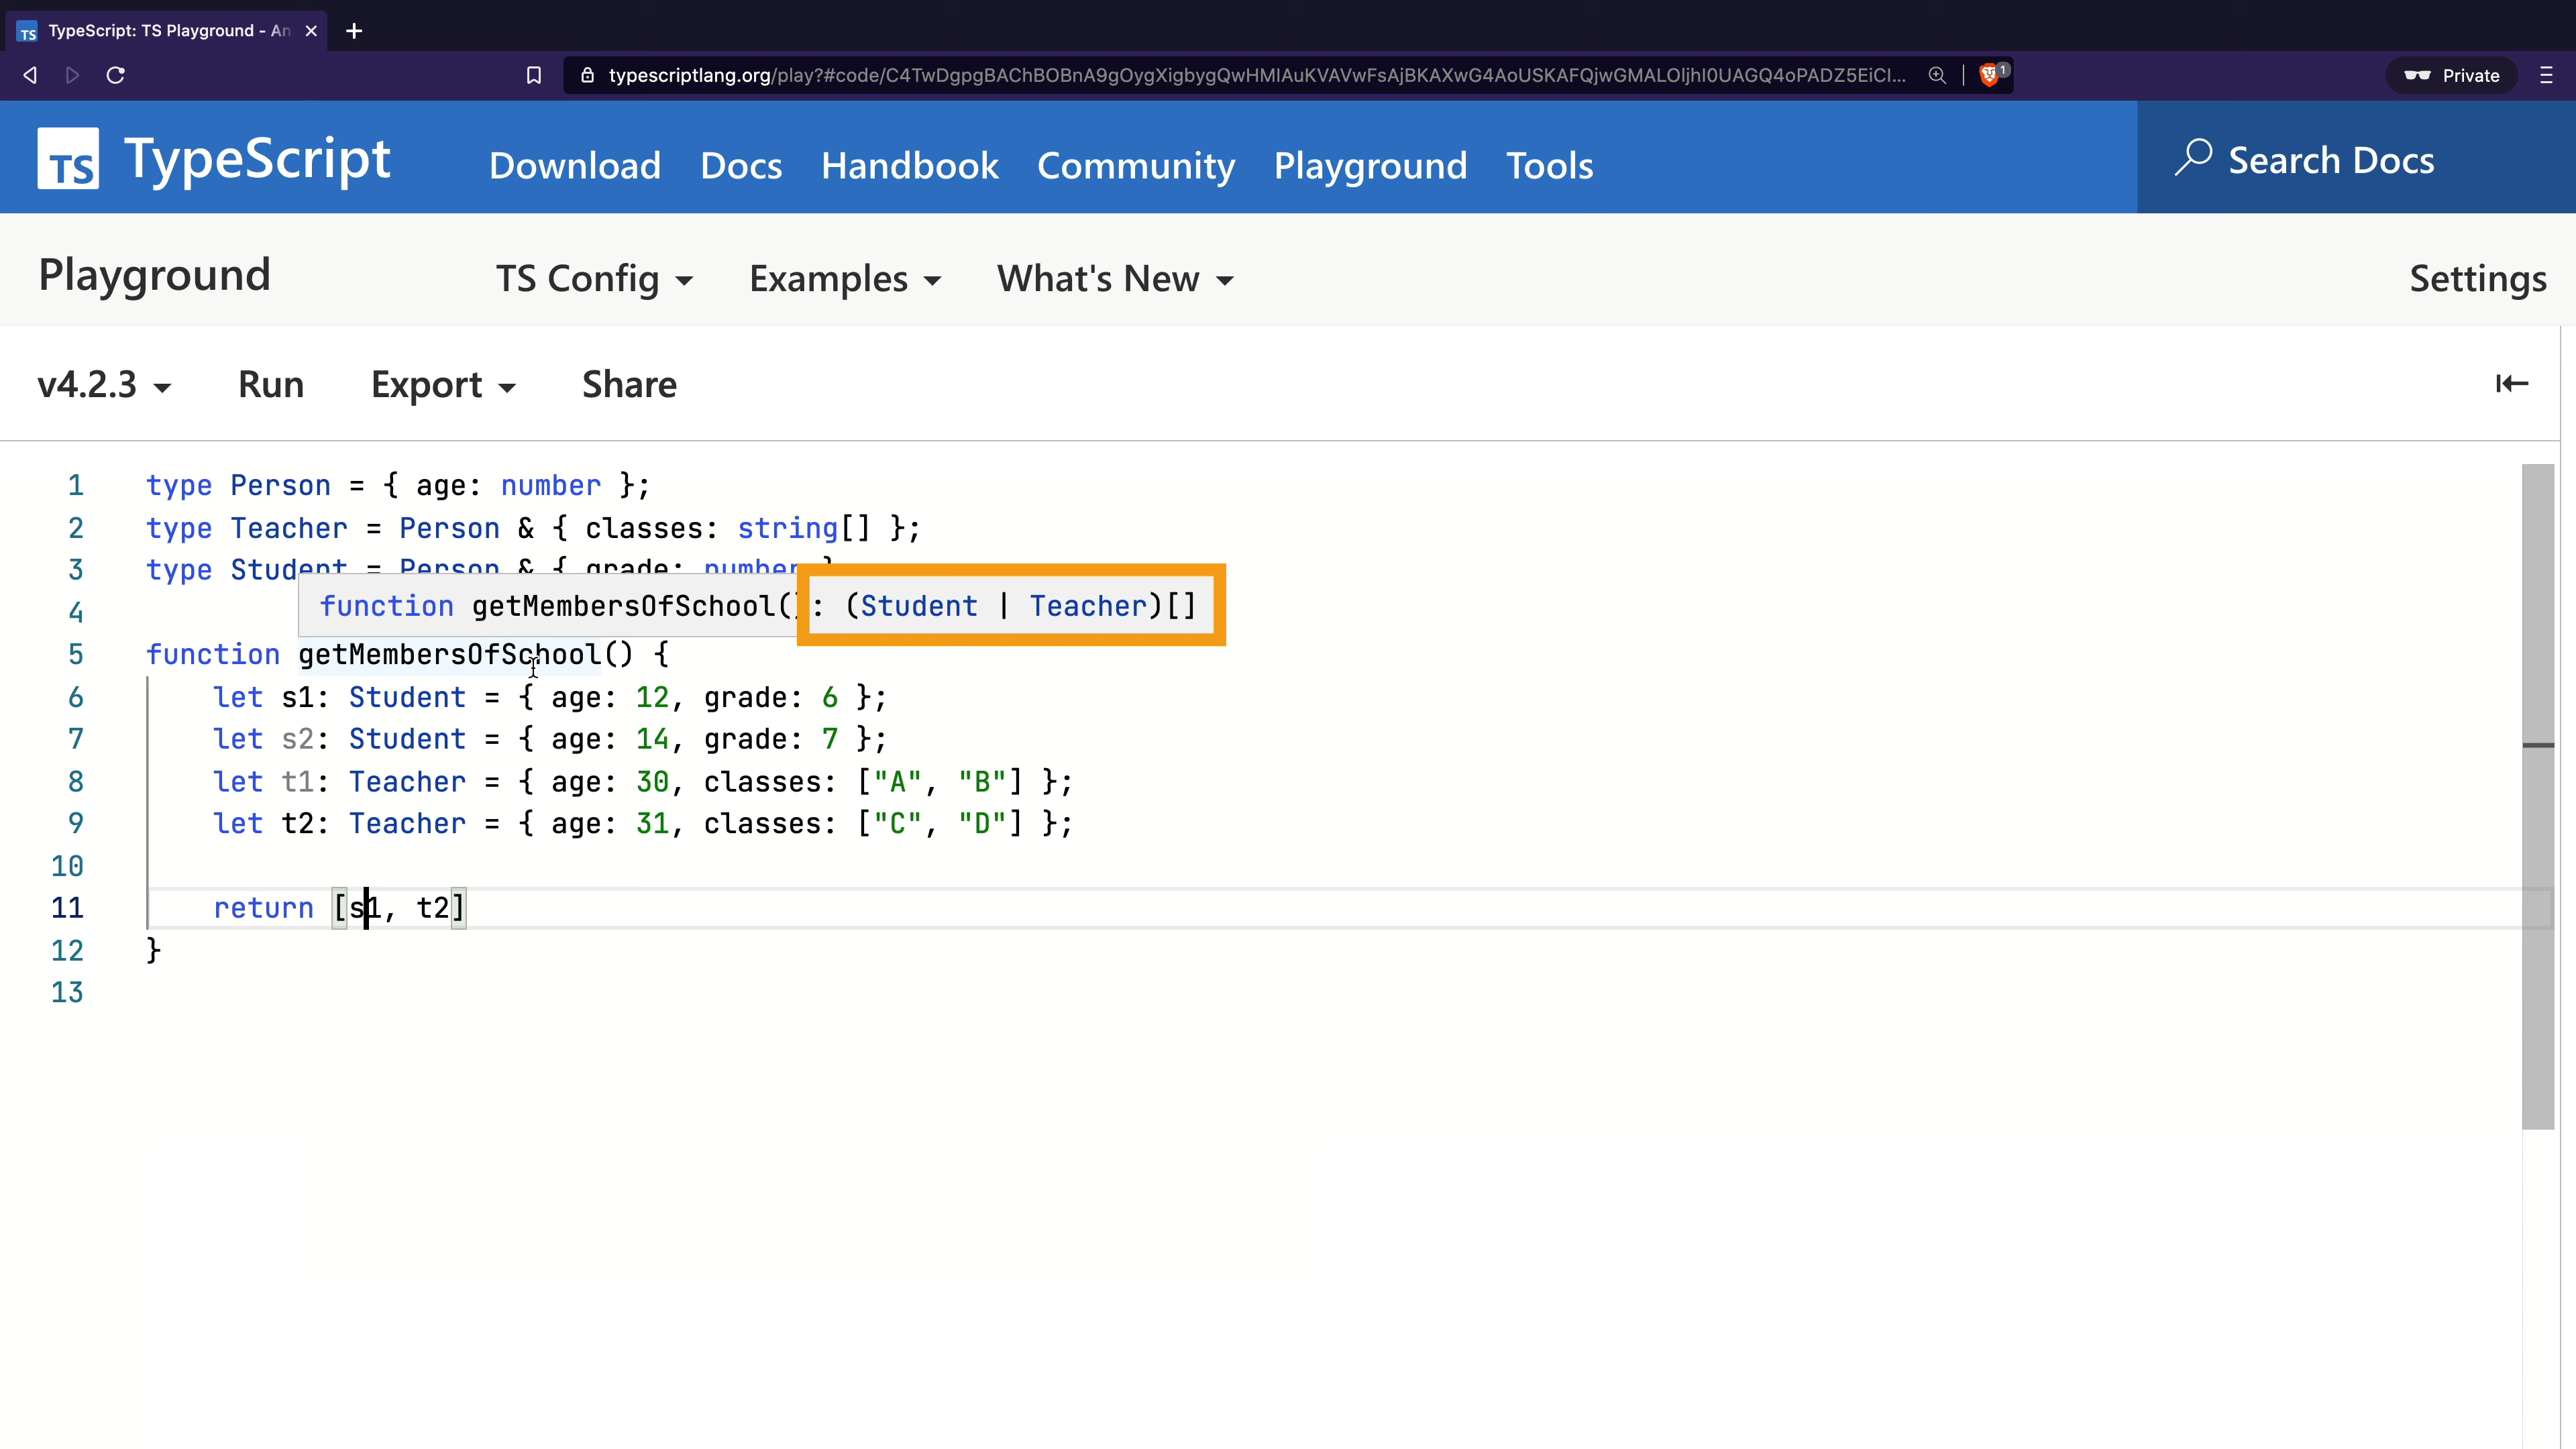 TS TypeScript: TS Playground - An
typescriptlang.org/play?#code/C4TwDgpgBAChBOBnA9gOygXigbygQwHMIAuKVAVwFsAjBKAXwG4AoUSKAFQjwGMALOljhI0UAGQ4oPADZ5EiCI... 1 Private
TS TypeScript Download Docs Handbook Community Playground Tools Search Docs
Playground TS Config Examples What's New Settings
v4.2.3 Run Export Share
1 type Person = { age: number };
2 type Teacher = Person & { classes: string[] };
3 type Student = Person & { grade: number }
function getMembersOfSchool(): (Student | Teacher)[]
4
5 function getMembersOfSchool() {
6 let s1: Student = { age: 12, grade: 6 };
7 let s2: Student = { age: 14, grade: 7 };
8 let t1: Teacher = { age: 30, classes: ["A", "B"] };
9 let t2: Teacher = { age: 31, classes: ["C", "D"] };
10
11 return [s1, t2]
12 }
13